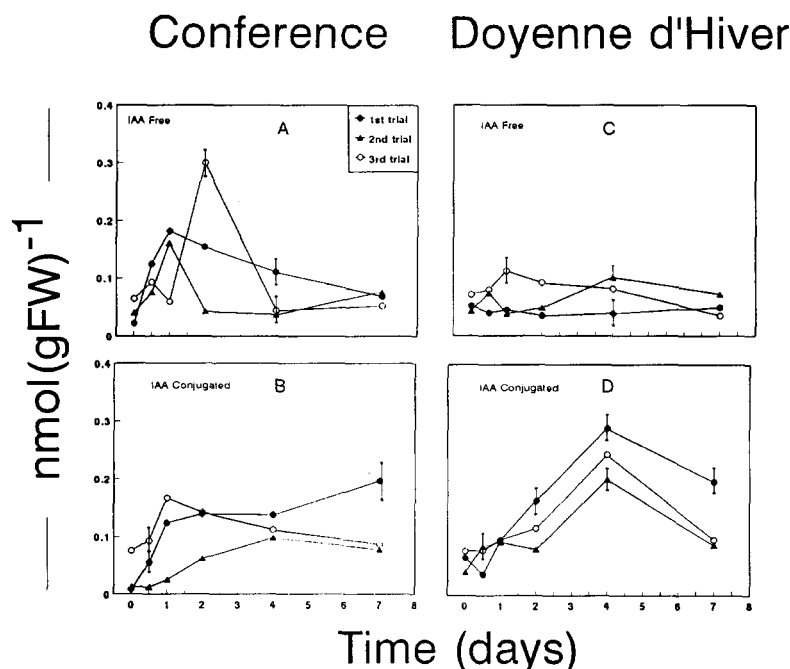 Conference
Doyenne d'Hiver
nmol(gFW)-1
0.4
0.3
0.2
0.1
0
IAA Free
A
1st trial
2nd trial
3rd trial
IAA Free
C
0.4
0.3
0.2
0.1
0
IAA Conjugated
B
0 1 2 3 4 5 6 7 8
IAA Conjugated
D
0 1 2 3 4 5 6 7 8
Time (days)